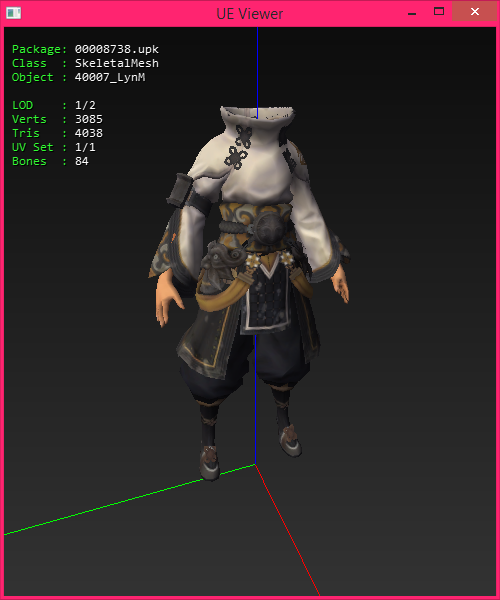 UE Viewer
Package: 00008738.upk
Class : SkeletalMesh
Object : 40007_LynM
LOD : 1/2
Verts : 3085
Tris : 4038
UV Set : 1/1
Bones : 84